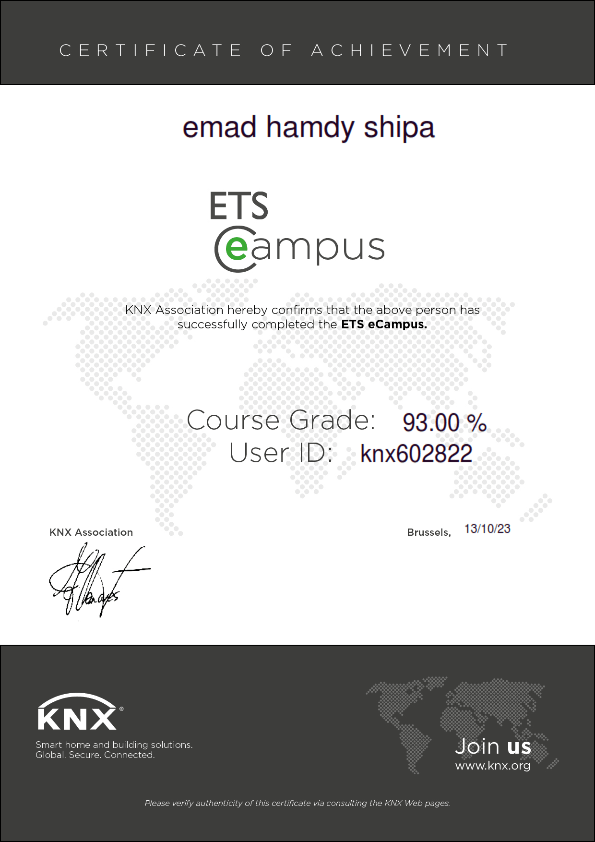 CERTIFICATE OF ACHIEVEMENT
emad hamdy shipa
ETS
eCampus
KNX Association hereby confirms that the above person has
successfully completed the ETS eCampus.
Course Grade: 93.00 %
User ID: knx602822
KNX Association
Brussels, 13/10/23
KNX®
Smart home and building solutions.
Global. Secure. Connected.
Join us
www.knx.org
Please verify authenticity of this certificate via consulting the KNX Web pages.